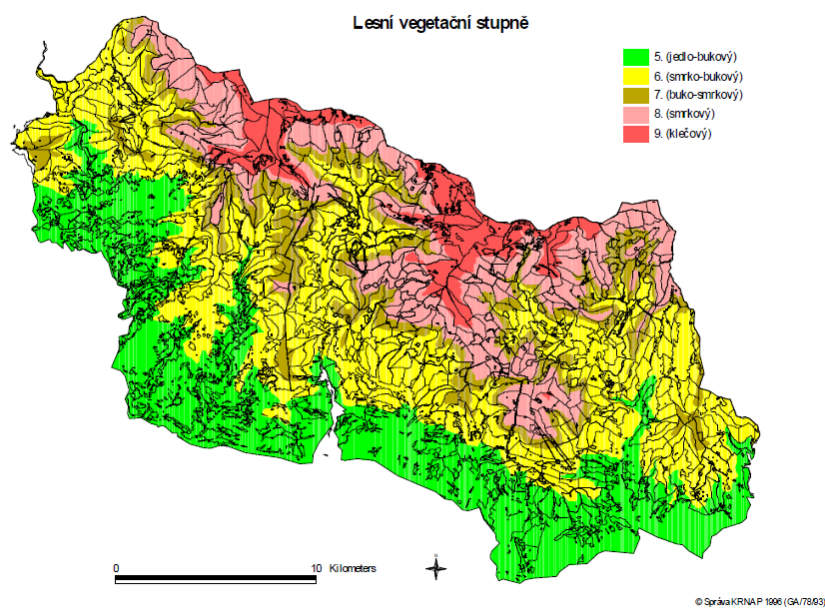 Lesní vegetační stupně
5. (jedlo-bukový)
6. (smrko-bukový)
7. (buko-smrkový)
8. (smrkový)
9. (klečový)
0 10 Kilometers
© Správa KRNAP 1996 (GA/78/93)